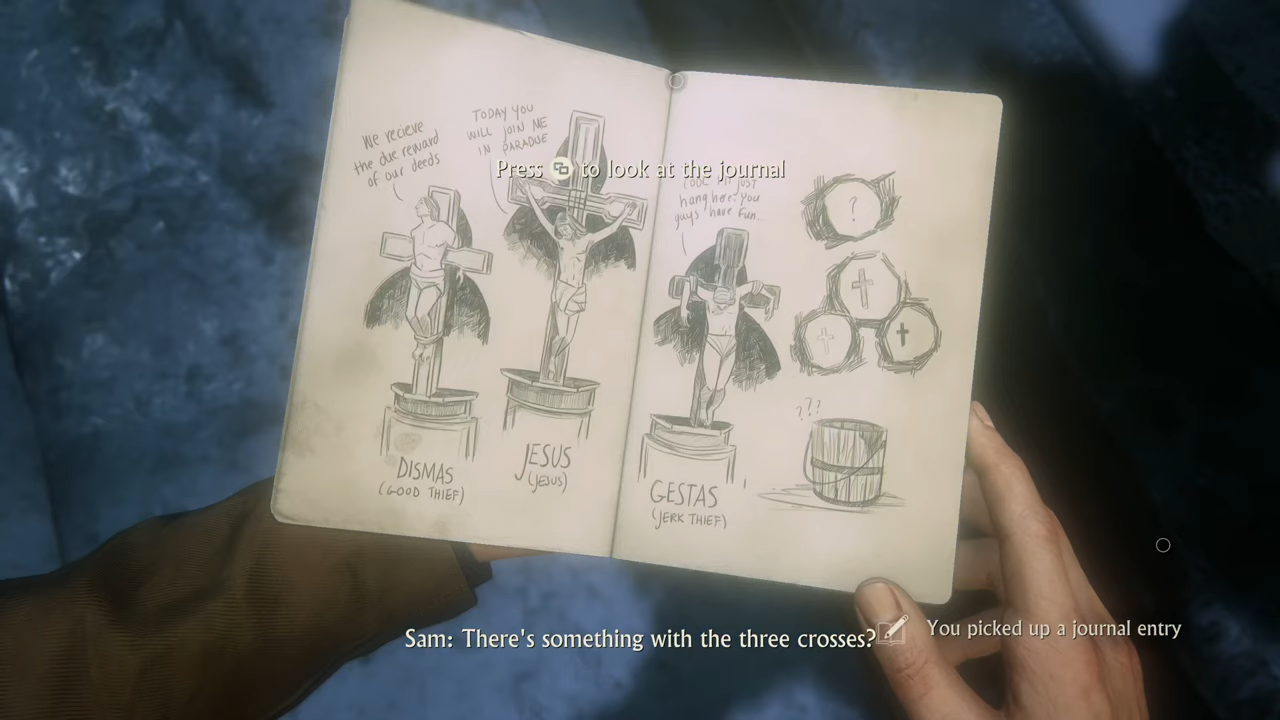 We recieve
the due reward
of our deeds
TODAY YOU
WILL JOIN ME
IN PARADISE
Press to look at the journal
just
hang here. you
guys have fun...
?
???
DISMAS
(GOOD THIEF)
JESUS
(JESUS)
GESTAS
(JERK THIEF)
Sam: There's something with the three crosses?
You picked up a journal entry